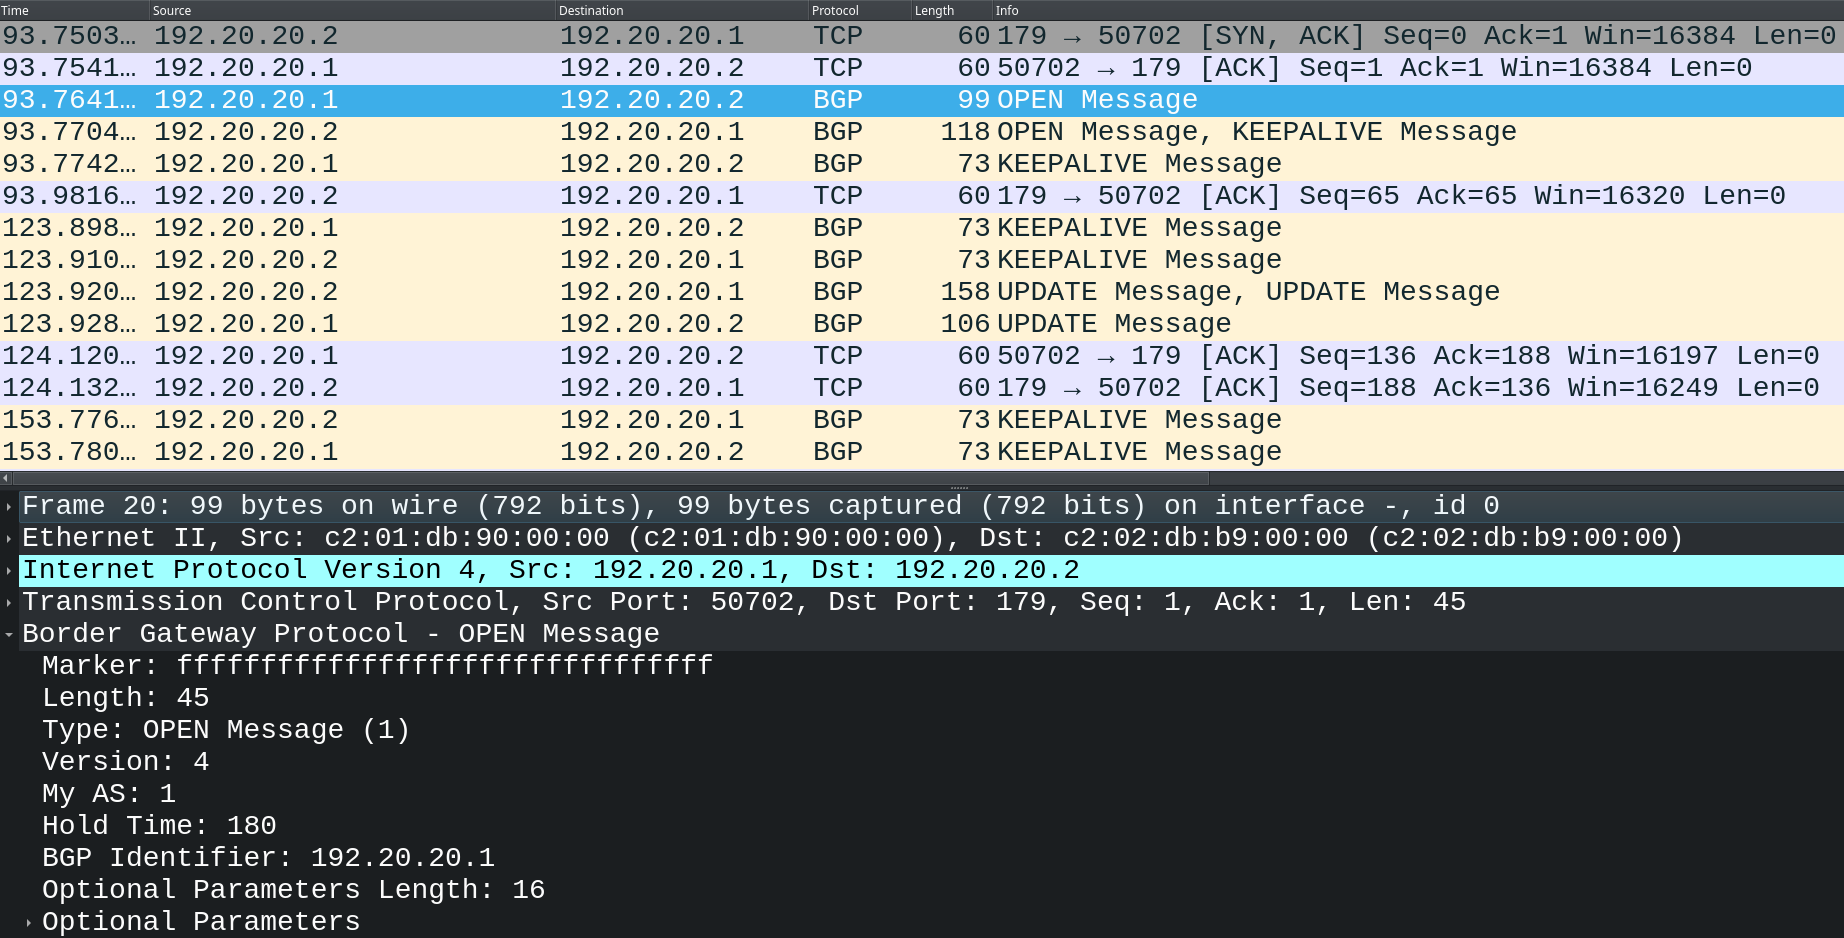 Time Source Destination Protocol Length Info
93.7503… 192.20.20.2 192.20.20.1 TCP 60 179 → 50702 [SYN, ACK] Seq=0 Ack=1 Win=16384 Len=0
93.7541… 192.20.20.1 192.20.20.2 TCP 60 50702 → 179 [ACK] Seq=1 Ack=1 Win=16384 Len=0
93.7641… 192.20.20.1 192.20.20.2 BGP 99 OPEN Message
93.7704… 192.20.20.2 192.20.20.1 BGP 118 OPEN Message, KEEPALIVE Message
93.7742… 192.20.20.1 192.20.20.2 BGP 73 KEEPALIVE Message
93.9816… 192.20.20.2 192.20.20.1 TCP 60 179 → 50702 [ACK] Seq=65 Ack=65 Win=16320 Len=0
123.898… 192.20.20.1 192.20.20.2 BGP 73 KEEPALIVE Message
123.910… 192.20.20.2 192.20.20.1 BGP 73 KEEPALIVE Message
123.920… 192.20.20.2 192.20.20.1 BGP 158 UPDATE Message, UPDATE Message
123.928… 192.20.20.1 192.20.20.2 BGP 106 UPDATE Message
124.120… 192.20.20.1 192.20.20.2 TCP 60 50702 → 179 [ACK] Seq=136 Ack=188 Win=16197 Len=0
124.132… 192.20.20.2 192.20.20.1 TCP 60 179 → 50702 [ACK] Seq=188 Ack=136 Win=16249 Len=0
153.776… 192.20.20.2 192.20.20.1 BGP 73 KEEPALIVE Message
153.780… 192.20.20.1 192.20.20.2 BGP 73 KEEPALIVE Message
Frame 20: 99 bytes on wire (792 bits), 99 bytes captured (792 bits) on interface -, id 0
Ethernet II, Src: c2:01:db:90:00:00 (c2:01:db:90:00:00), Dst: c2:02:db:b9:00:00 (c2:02:db:b9:00:00)
Internet Protocol Version 4, Src: 192.20.20.1, Dst: 192.20.20.2
Transmission Control Protocol, Src Port: 50702, Dst Port: 179, Seq: 1, Ack: 1, Len: 45
Border Gateway Protocol - OPEN Message
Marker: ffffffffffffffffffffffffffffffff
Length: 45
Type: OPEN Message (1)
Version: 4
My AS: 1
Hold Time: 180
BGP Identifier: 192.20.20.1
Optional Parameters Length: 16
Optional Parameters